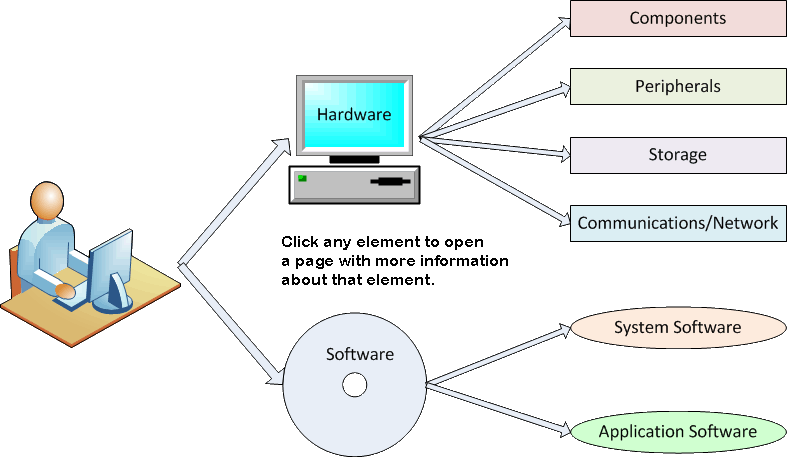 Components
Hardware
Peripherals
Storage
Communications/Network
Click any element to open
a page with more information
about that element.
System Software
Software
Application Software